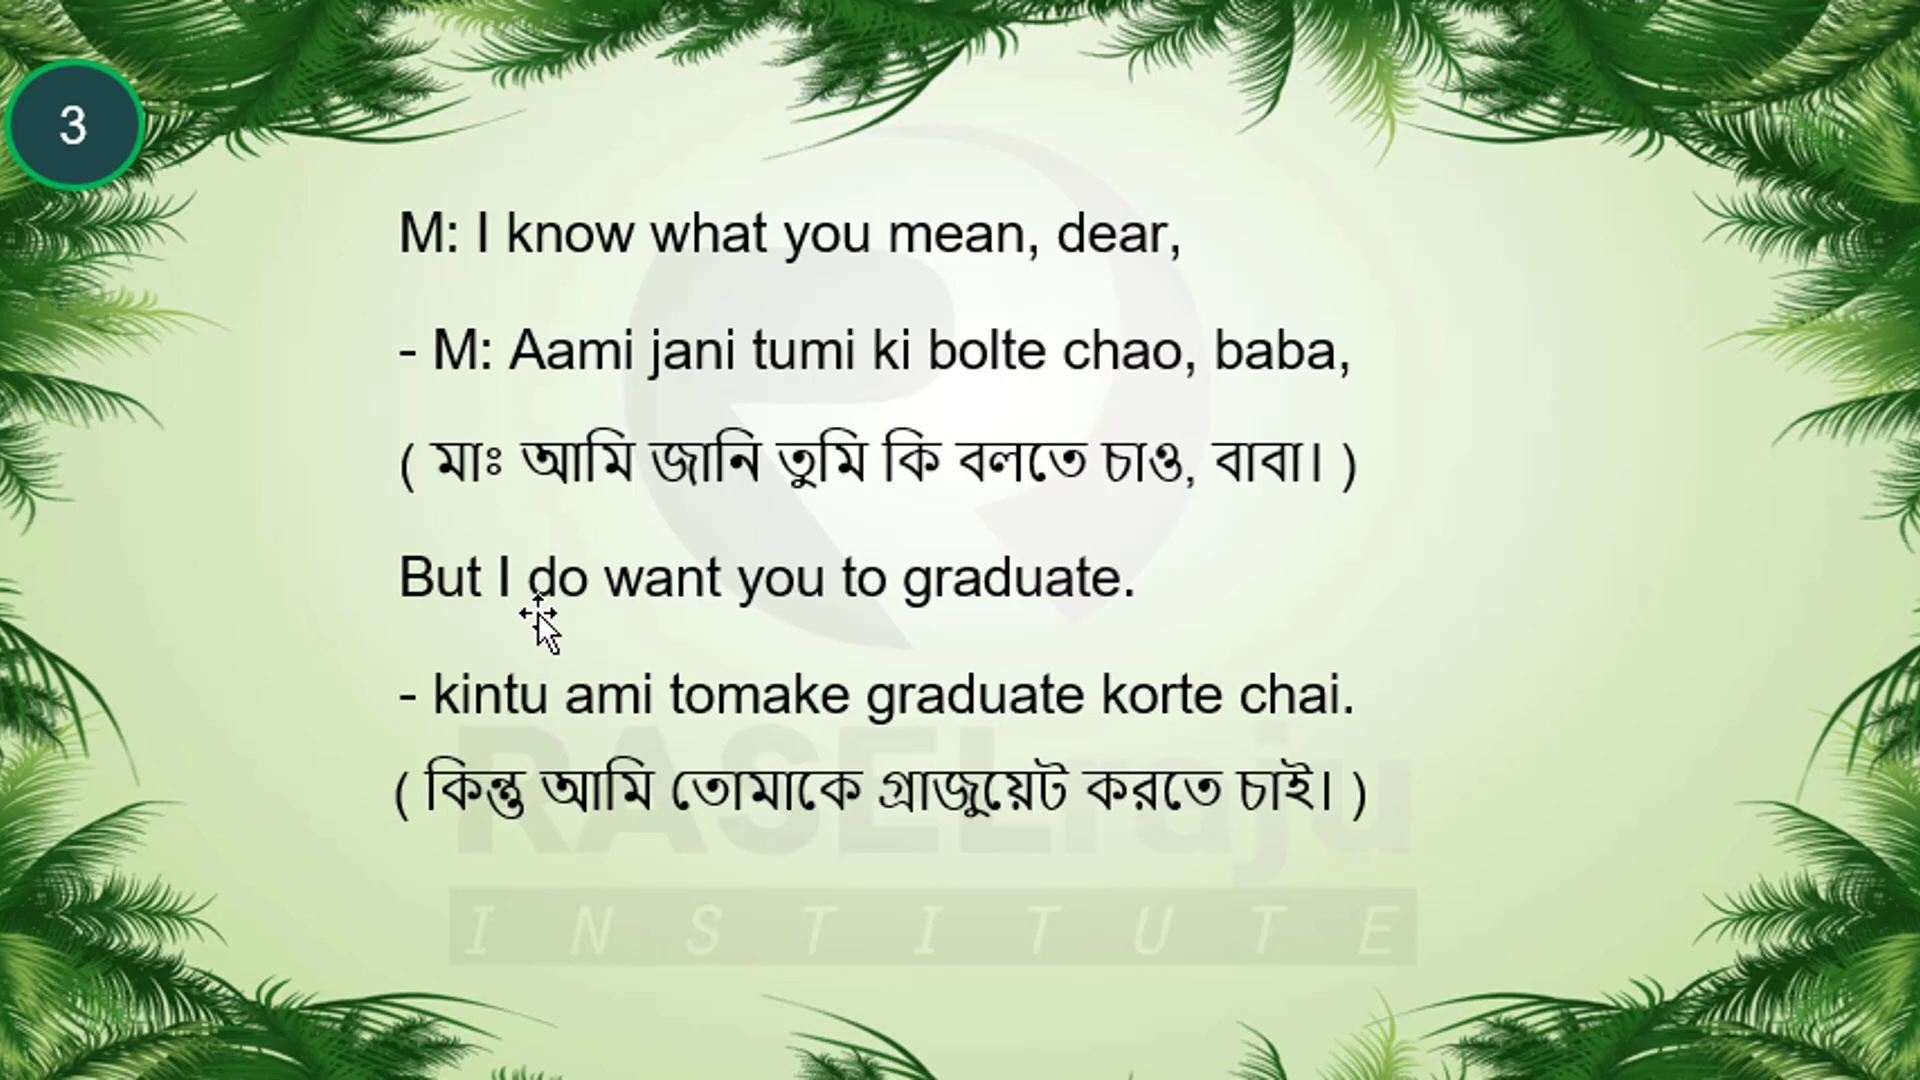 3
M: I know what you mean, dear,
- M: Aami jani tumi ki bolte chao, baba,
( মাঃ আমি জানি তুমি কি বলতে চাও, বাবা। )
But I do want you to graduate.
- kintu ami tomake graduate korte chai.
( কিন্তু আমি তোমাকে গ্রাজুয়েট করতে চাই। )
RASELraju
INSTITUTE